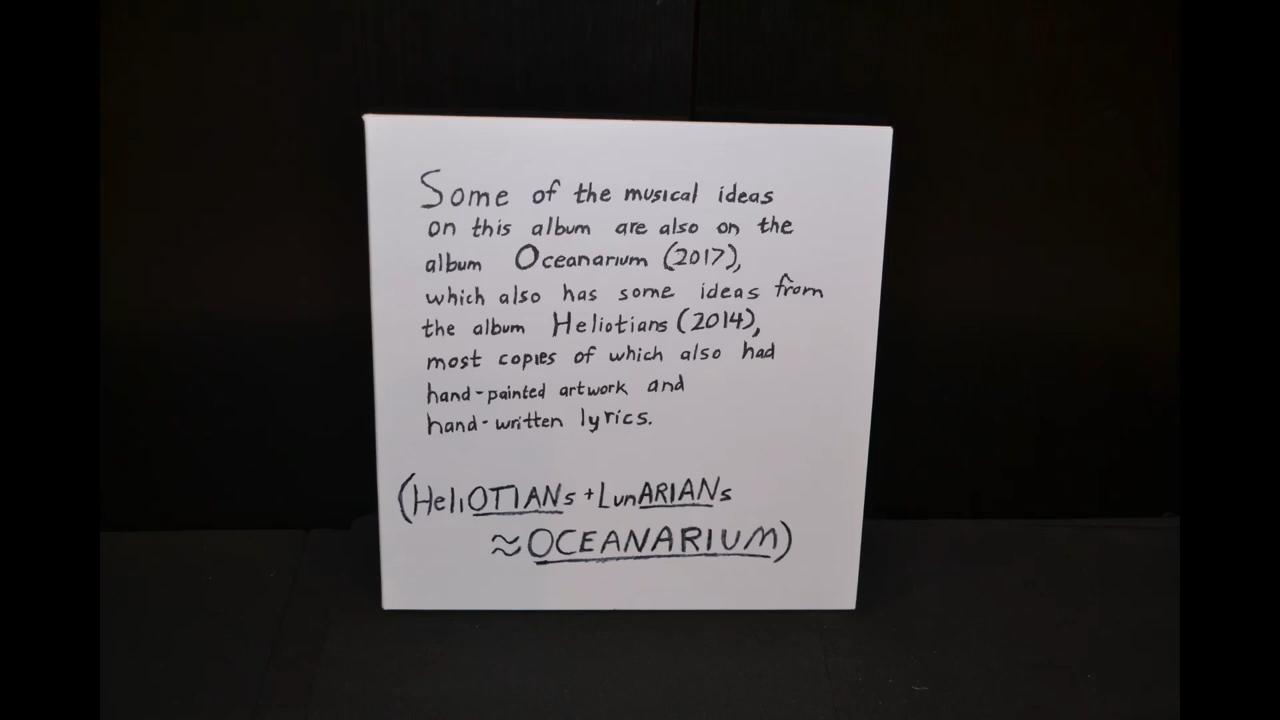 Some of the musical ideas
on this album are also on the
album Oceanarium (2017),
which also has some ideas from
the album Heliotians (2014),
most copies of which also had
hand-painted artwork and
hand-written lyrics.
(HeliOTIANs + LunARIANs
≈ OCEANARIUM)